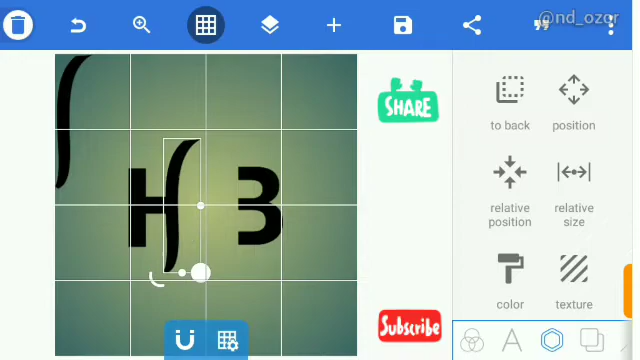 @nd_ozor
SHARE
H 3
Subscribe
to back
position
relative
position
relative
size
color
texture
A